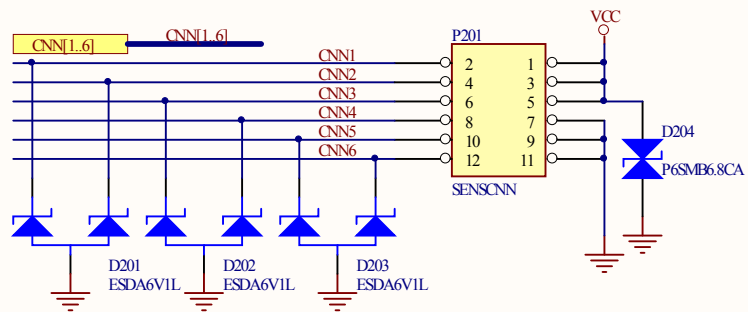 VCC
CNN[1..6] CNN[1..6] P201
CNN1 2 1
CNN2 4 3
CNN3 6 5
CNN4 8 7
CNN5 10 9 D204
CNN6 12 11 P6SMB6.8CA
SENSCNN
D201 D202 D203
ESDA6V1L ESDA6V1L ESDA6V1L